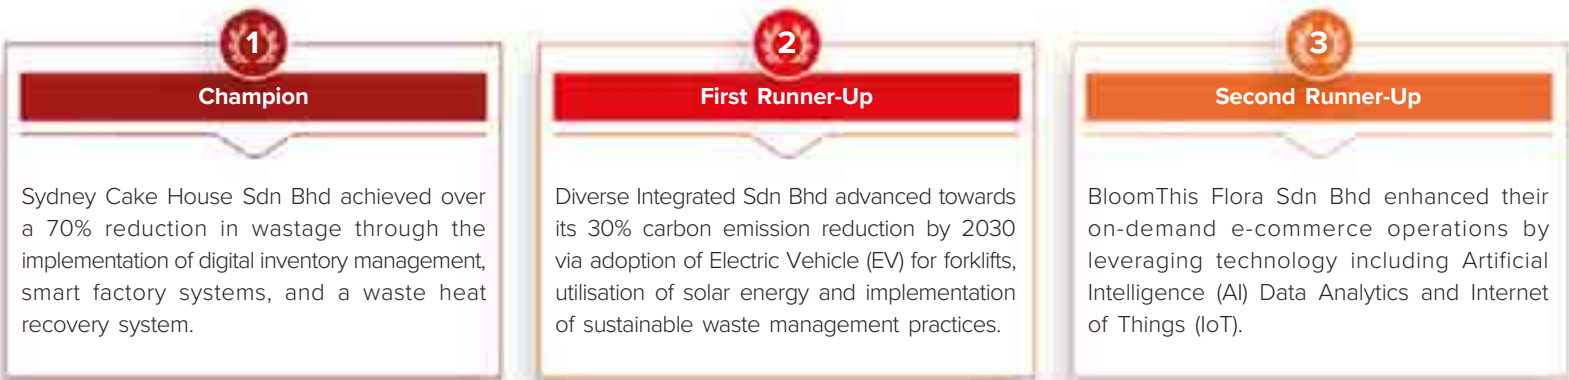 1
Champion
Sydney Cake House Sdn Bhd achieved over
a 70% reduction in wastage through the
implementation of digital inventory management,
smart factory systems, and a waste heat
recovery system.
2
First Runner-Up
Diverse Integrated Sdn Bhd advanced towards
its 30% carbon emission reduction by 2030
via adoption of Electric Vehicle (EV) for forklifts,
utilisation of solar energy and implementation
of sustainable waste management practices.
3
Second Runner-Up
BloomThis Flora Sdn Bhd enhanced their
on-demand e-commerce operations by
leveraging technology including Artificial
Intelligence (AI) Data Analytics and Internet
of Things (IoT).